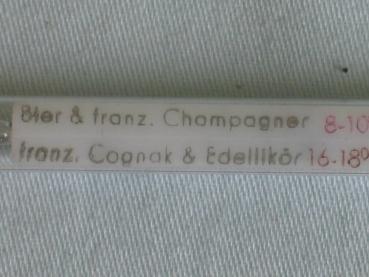 Bier & franz. Champagner 8-10
franz. Cognak & Edellikör 16-18°